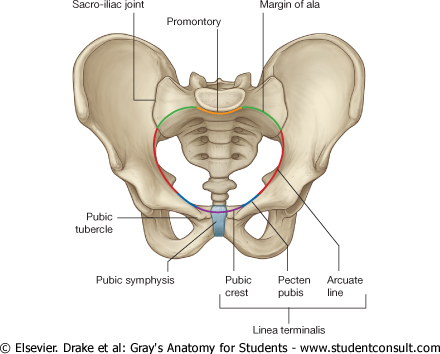 Sacro-iliac joint
Promontory
Margin of ala
Pubic
tubercle
Pubic symphysis
Pubic
crest
Pecten
pubis
Arcuate
line
Linea terminalis
© Elsevier. Drake et al: Gray's Anatomy for Students - www.studentconsult.com